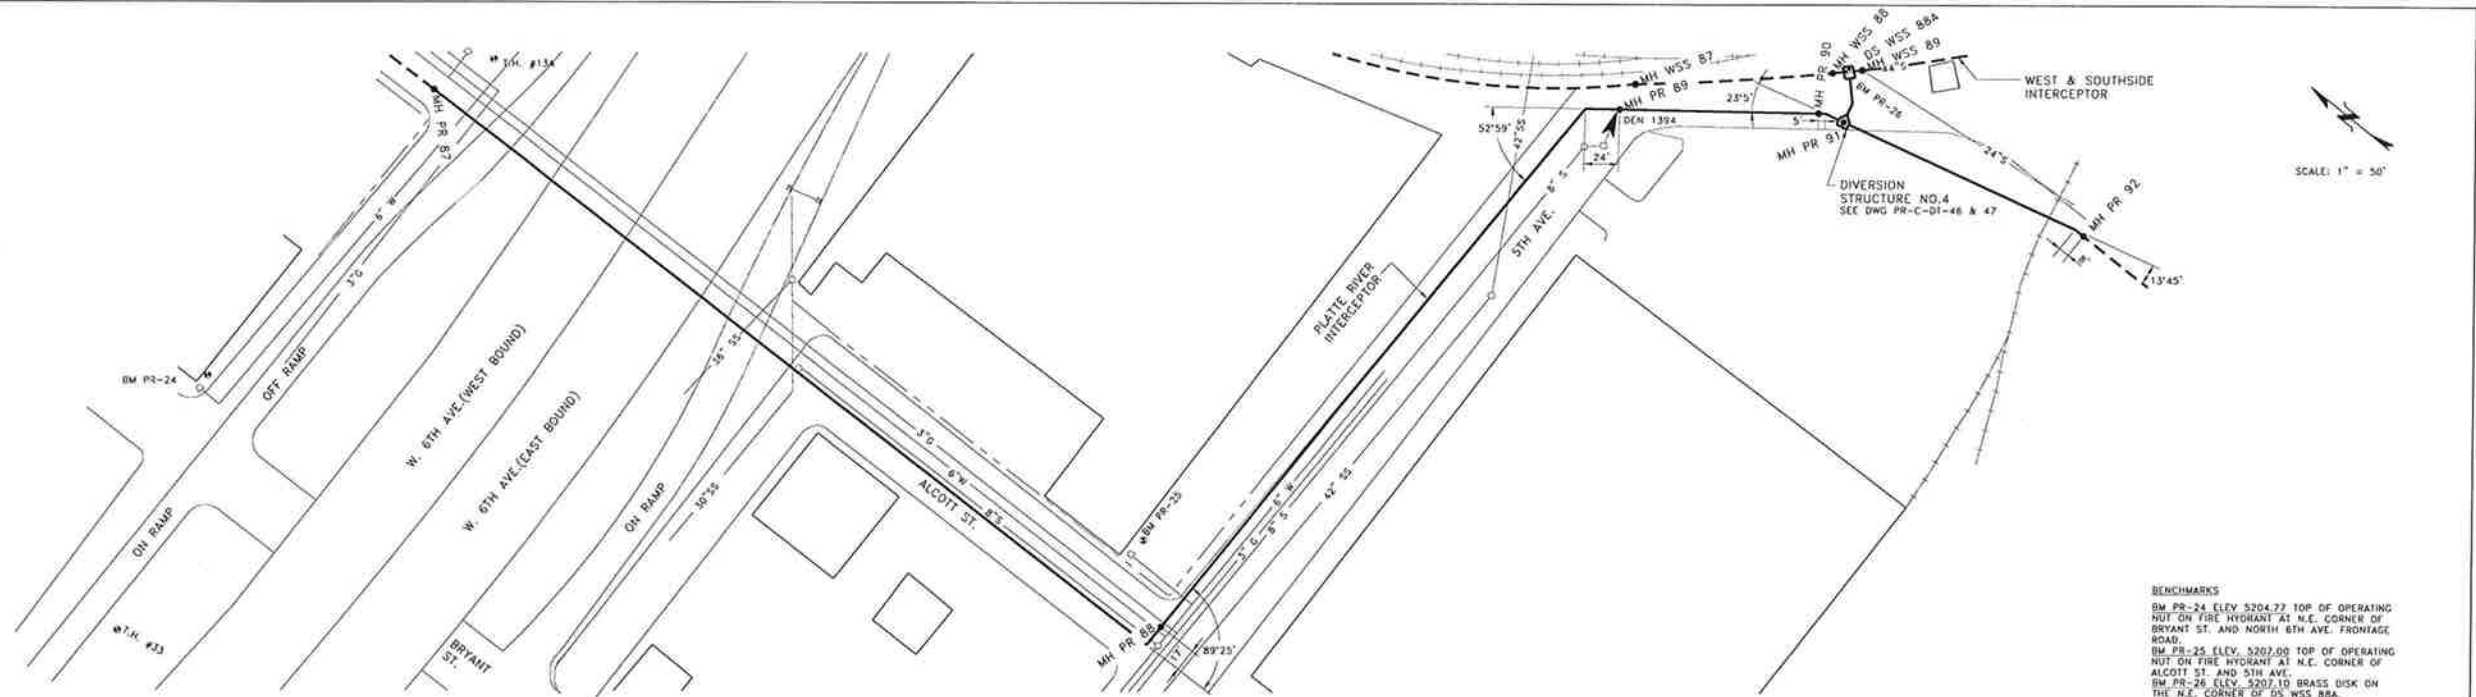 T.H. #13A
MH PR 87
6" W
3"G
BM PR-24
OFF RAMP
W. 6TH AVE.(WEST BOUND)
W. 6TH AVE.(EAST BOUND)
ON RAMP
ON RAMP
T.H. #33
BRYANT
ST.
36" SS
30"SS
3"G
6"W
8"S
ALCOTT ST.
BM PR-25
MH PR 88
17'
89°25'
3" G
8" S
6" W
42" SS
PLATTE RIVER
INTERCEPTOR
5TH AVE.
8" S
42"SS
52°59'
24'
DEN 1394
MH PR 89
MH WSS 87
23°5'
5'
MH PR 90
MH WSS 88
DS WSS 88A
MH WSS 89
44"S
BM PR-26
MH PR 91
24"S
MH PR 92
13°45'
WEST & SOUTHSIDE
INTERCEPTOR
DIVERSION
STRUCTURE NO.4
SEE DWG PR-C-DT-46 & 47
N
SCALE: 1" = 50'
BENCHMARKS
BM PR-24 ELEV 5204.77 TOP OF OPERATING
NUT ON FIRE HYDRANT AT N.E. CORNER OF
BRYANT ST. AND NORTH 6TH AVE. FRONTAGE
ROAD.
BM PR-25 ELEV. 5207.00 TOP OF OPERATING
NUT ON FIRE HYDRANT AT N.E. CORNER OF
ALCOTT ST. AND 5TH AVE.
BM PR-26 ELEV. 5207.10 BRASS DISK ON
THE N.E. CORNER OF DS WSS 88A.